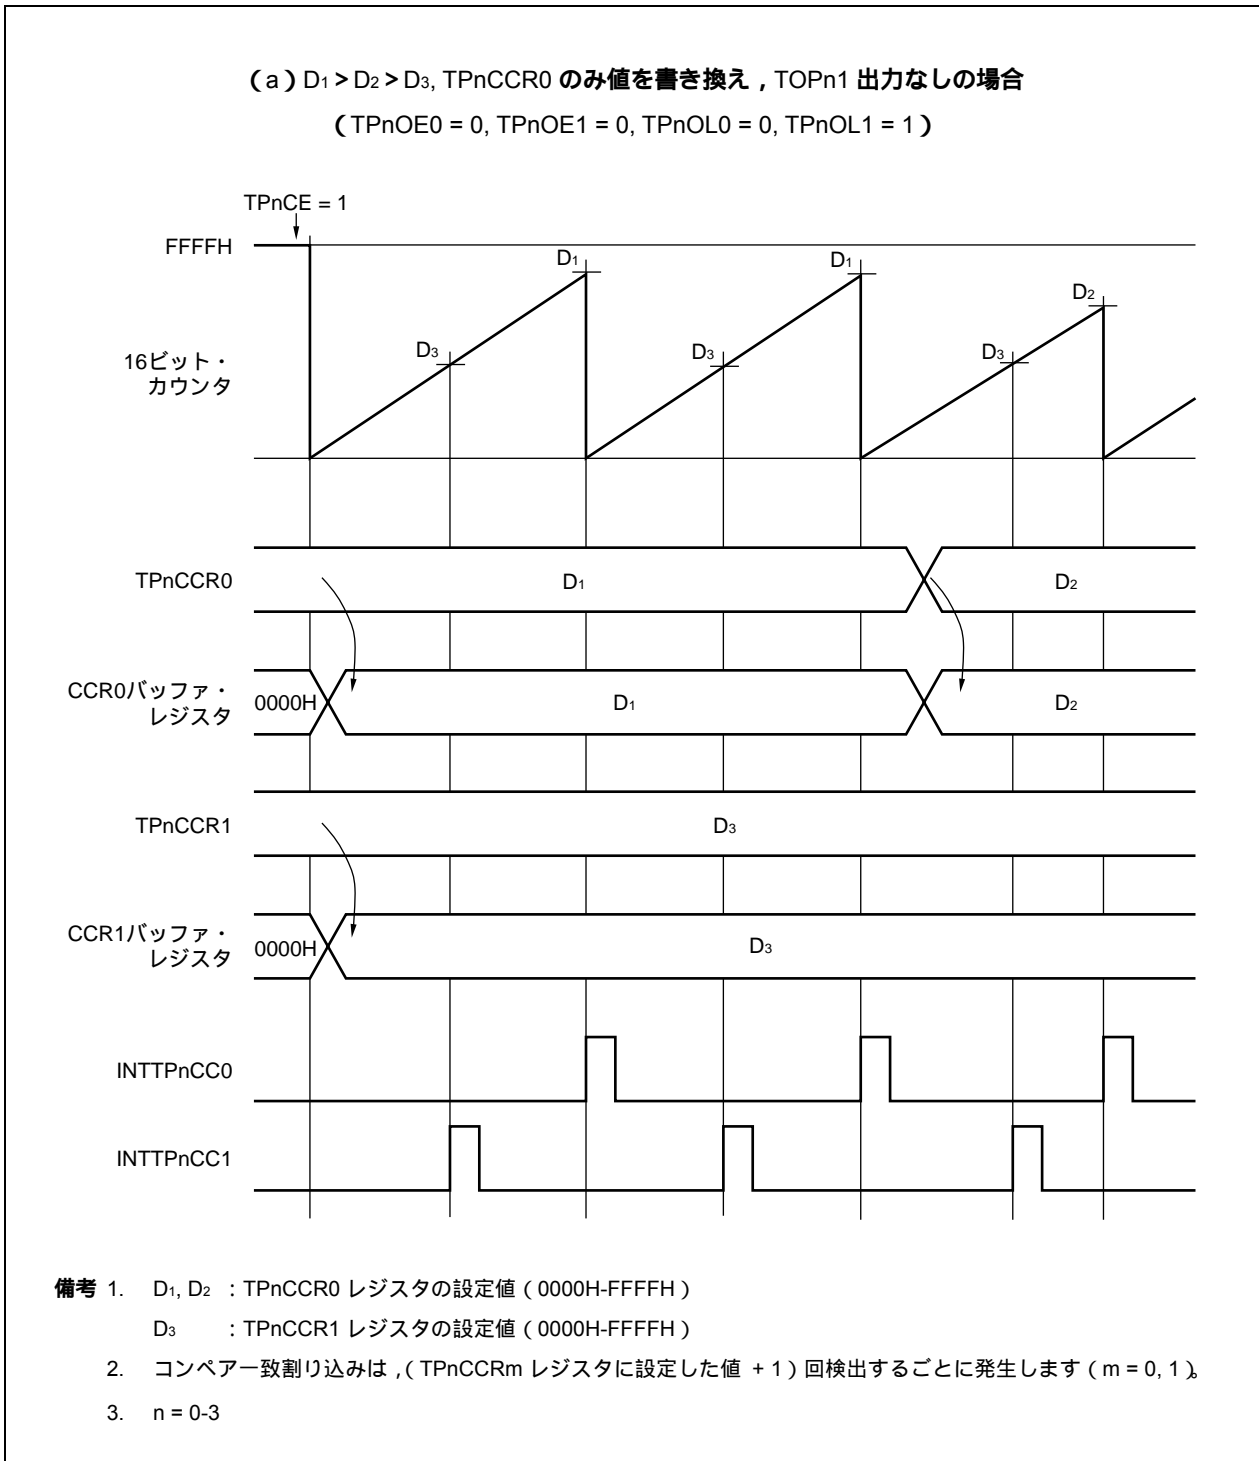 （a）D1 > D2 > D3, TPnCCR0 のみ値を書き換え , TOPn1 出力なしの場合
（TPnOE0 = 0, TPnOE1 = 0, TPnOL0 = 0, TPnOL1 = 1）
TPnCE = 1
FFFFH
D1
D1
D2
D3
D3
D3
16ビット・
カウンタ
TPnCCR0
D1
D2
CCR0バッファ・
レジスタ
0000H
D1
D2
TPnCCR1
D3
CCR1バッファ・
レジスタ
0000H
D3
INTTPnCC0
INTTPnCC1
備考 1. D1, D2 ：TPnCCR0 レジスタの設定値（0000H-FFFFH）
D3 ：TPnCCR1 レジスタの設定値（0000H-FFFFH）
2. コンペア一致割り込みは ,（TPnCCRm レジスタに設定した値 + 1）回検出するごとに発生します（m = 0, 1）。
3. n = 0-3